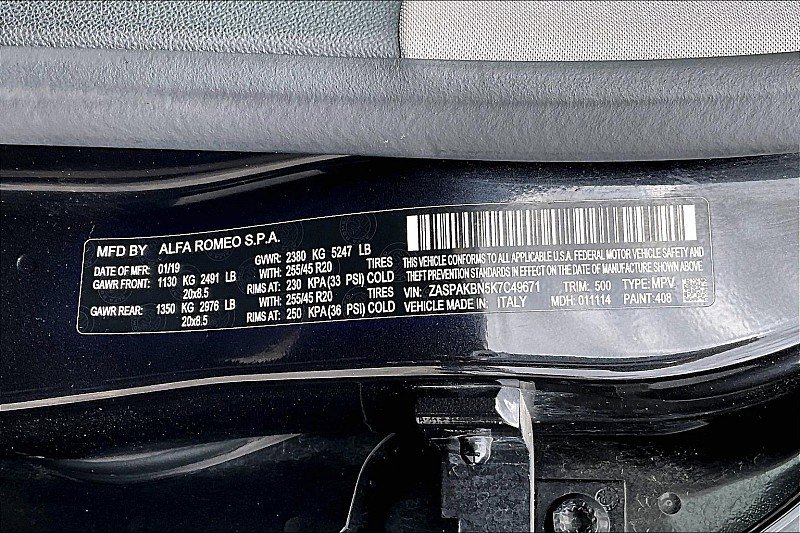 MFD BY ALFA ROMEO S.P.A.
DATE OF MFR: 01/19 GWR: 2380 KG 5247 LB
GAWR FRONT: 1130 KG 2491 LB WITH: 255/45 R20 TIRES
20x8.5 RIMS AT: 230 KPA(33 PSI) COLD
GAWR REAR: 1350 KG 2976 LB WITH: 255/45 R20 TIRES
20x8.5 RIMS AT: 250 KPA(36 PSI) COLD
THIS VEHICLE CONFORMS TO ALL APPLICABLE U.S.A. FEDERAL MOTOR VEHICLE SAFETY AND
THEFT PREVENTION STANDARDS IN EFFECT ON THE DATE OF MANUFACTURE SHOWN ABOVE.
VIN: ZASPAKBN5K7C49671 TRIM: 500 TYPE: MPV
VEHICLE MADE IN: ITALY MDH: 011114 PAINT: 408